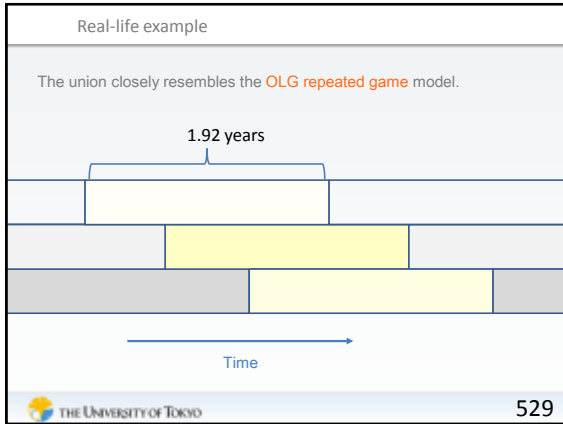 Real-life example
The union closely resembles the OLG repeated game model.
1.92 years
Time
THE UNIVERSITY OF TOKYO
529